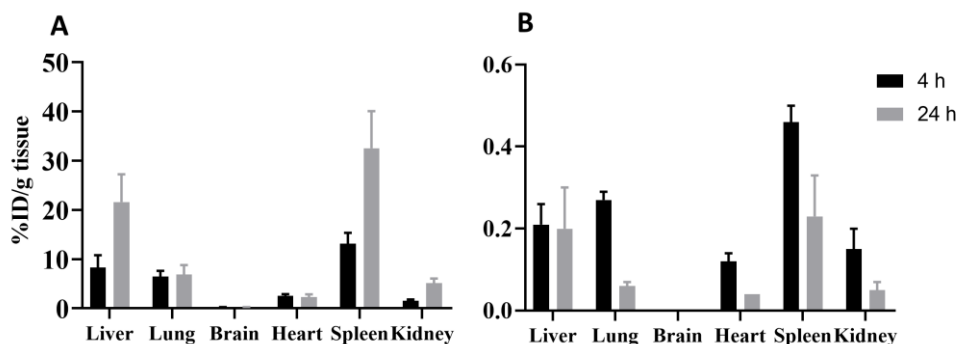 A
%ID/g tissue
50
40
30
20
10
0
Liver Lung Brain Heart Spleen Kidney
B
0.6
0.4
0.2
0.0
Liver Lung Brain Heart Spleen Kidney
4 h
24 h